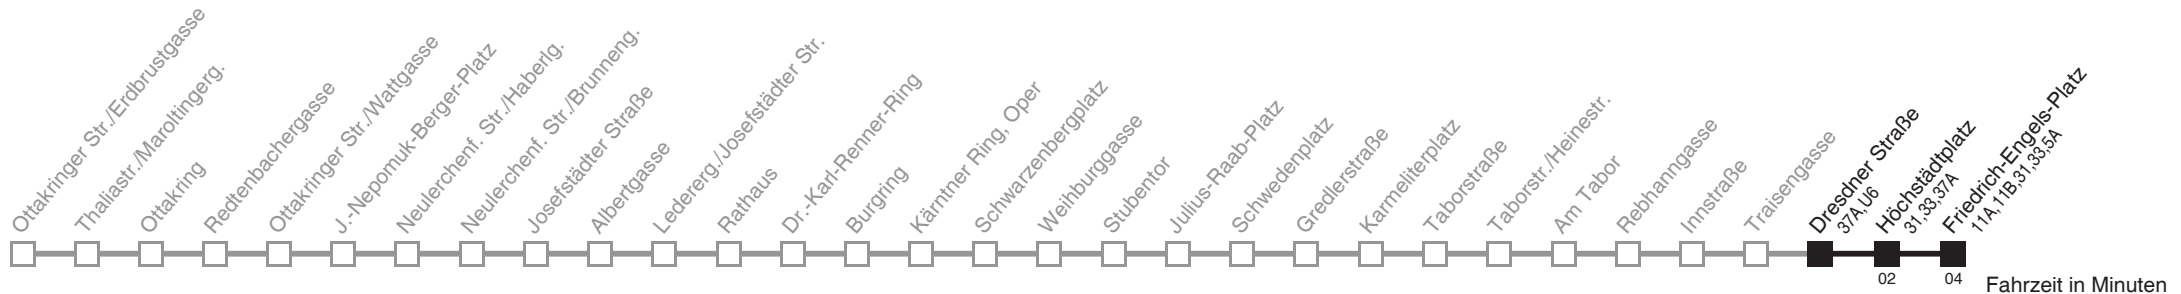 Ottakringer Str./Erdbrustgasse
Thaliastr./Maroltingerg.
Ottakring
Redtenbachergasse
Ottakringer Str./Wattgasse
J.-Nepomuk-Berger-Platz
Neulerchenf. Str./Haberlg.
Neulerchenf. Str./Brunneng.
Josefstädter Straße
Albertgasse
Ledererg./Josefstädter Str.
Rathaus
Dr.-Karl-Renner-Ring
Burgring
Kärntner Ring, Oper
Schwarzenbergplatz
Weihburggasse
Stubentor
Julius-Raab-Platz
Schwedenplatz
Gredlerstraße
Karmeliterplatz
Taborstraße
Taborstr./Heinestr.
Am Tabor
Rebhanngasse
Innstraße
Traisengasse
Dresdner Straße
37A,U6
Höchstädtplatz
31,33,37A
Friedrich-Engels-Platz
11A,11B,31,33,5A
02
04
Fahrzeit in Minuten